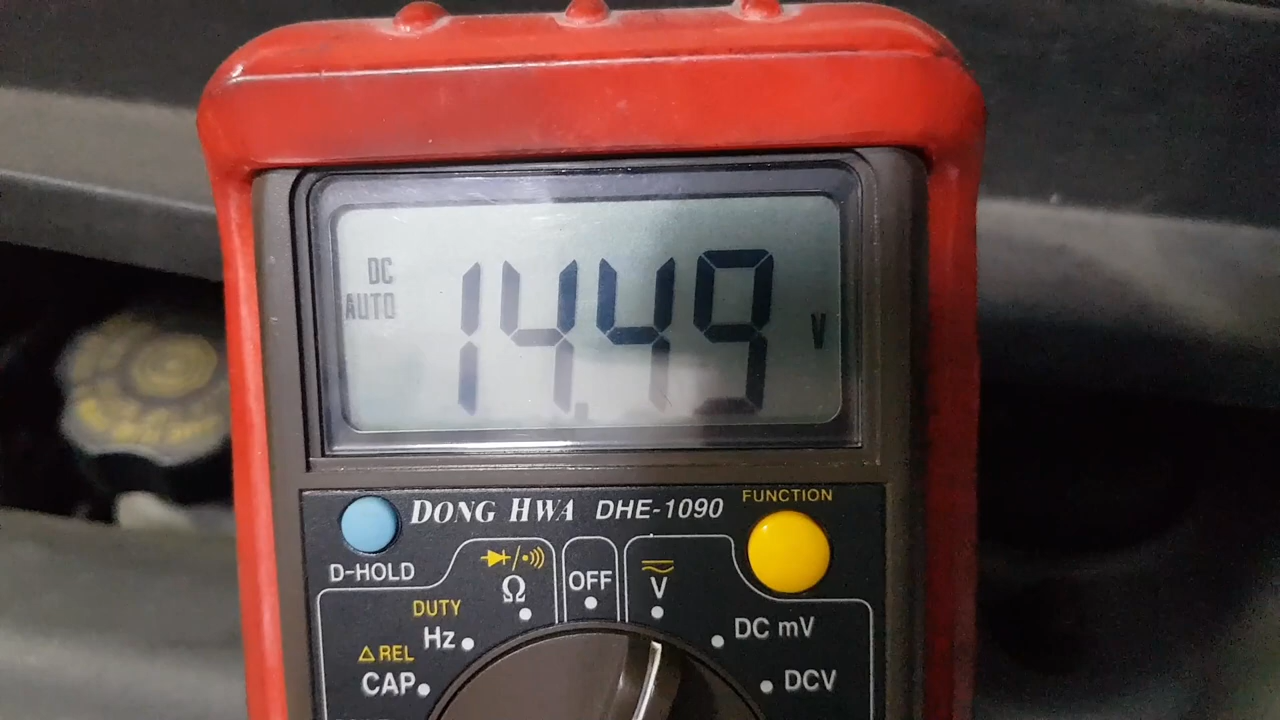 DC
AUTO
14.49
V
DONG HWA DHE-1090
FUNCTION
D-HOLD
Ω
OFF
V
DUTY
Hz
DC mV
△ REL
CAP
DCV